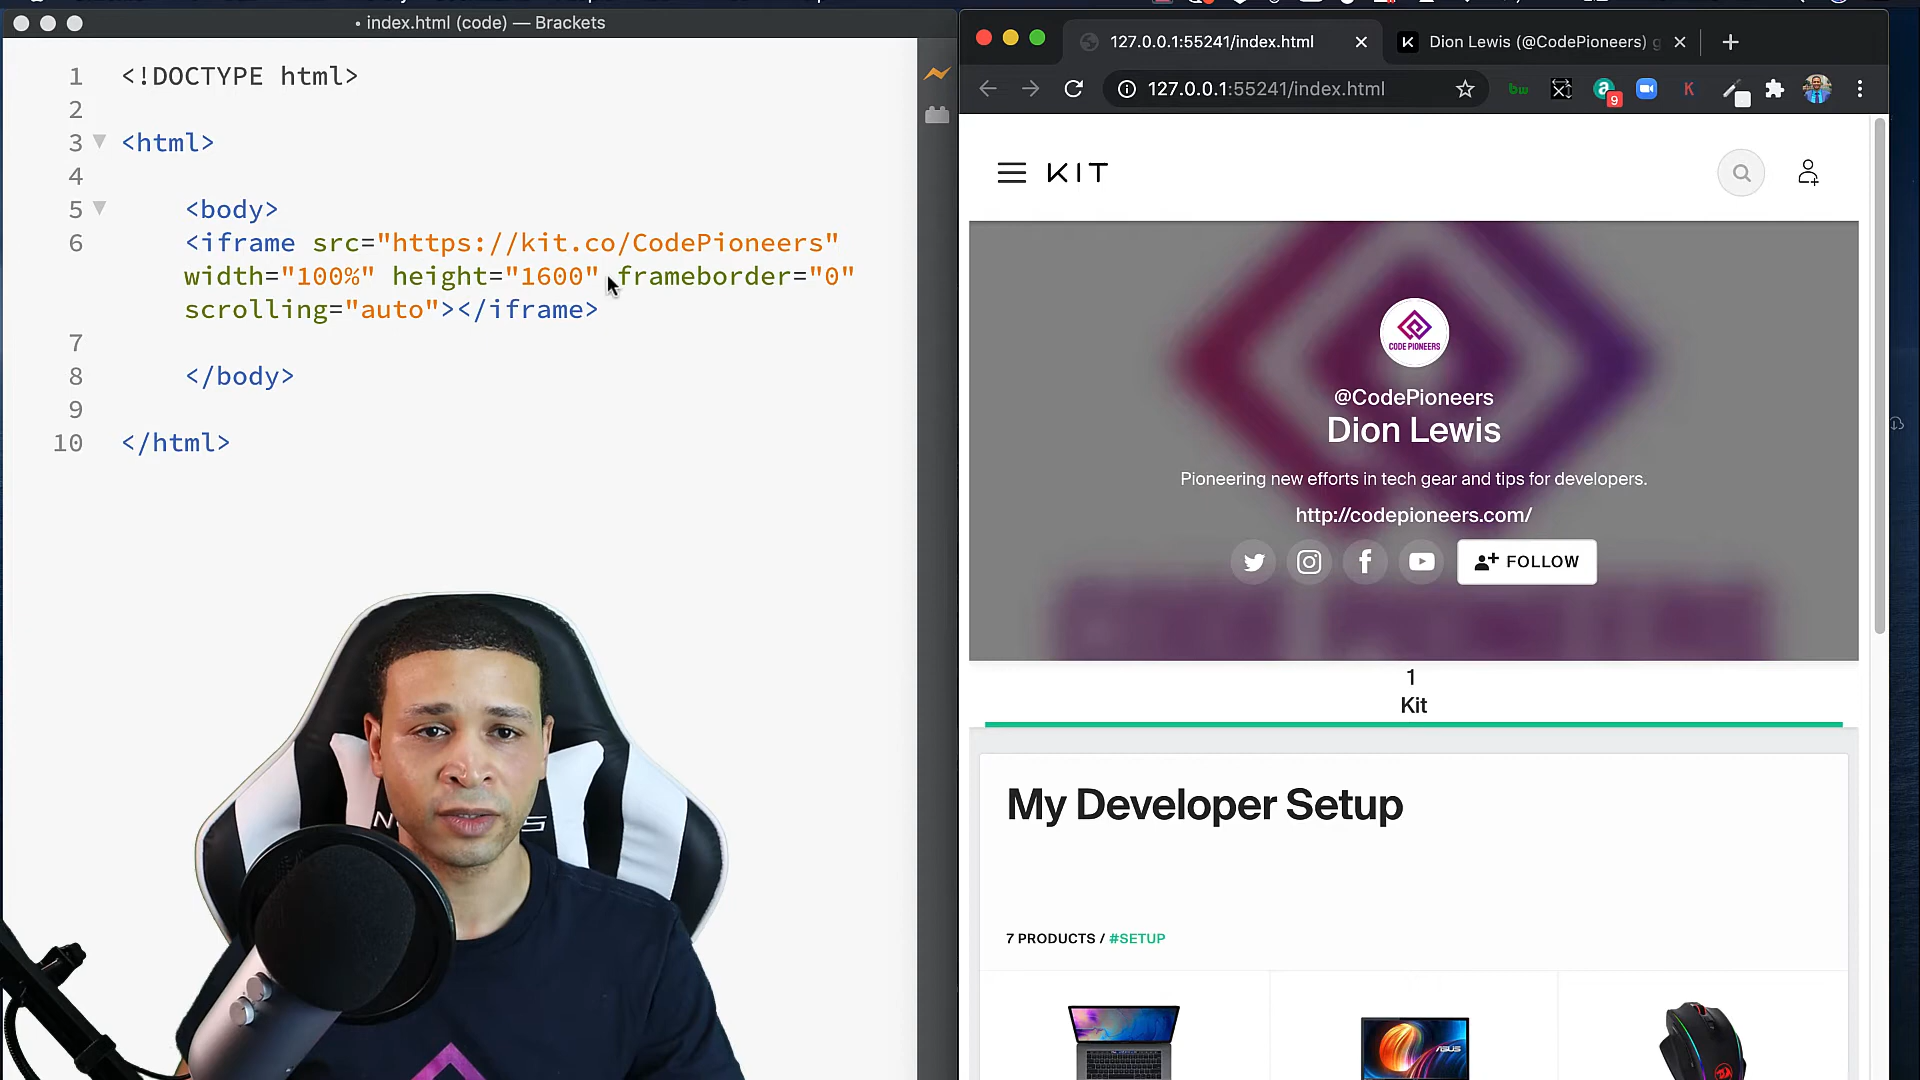 index.html (code) — Brackets
1 <!DOCTYPE html>
2
3 <html>
4
5 <body>
6 <iframe src="https://kit.co/CodePioneers"
width="100%" height="1600" frameborder="0"
scrolling="auto"></iframe>
7
8 </body>
9
10 </html>
127.0.0.1:55241/index.html
Dion Lewis (@CodePioneers)
127.0.0.1:55241/index.html
bw
a
9
K
KIT
CODE PIONEERS
@CodePioneers
Dion Lewis
Pioneering new efforts in tech gear and tips for developers.
http://codepioneers.com/
FOLLOW
1
Kit
My Developer Setup
7 PRODUCTS / #SETUP
ASUS